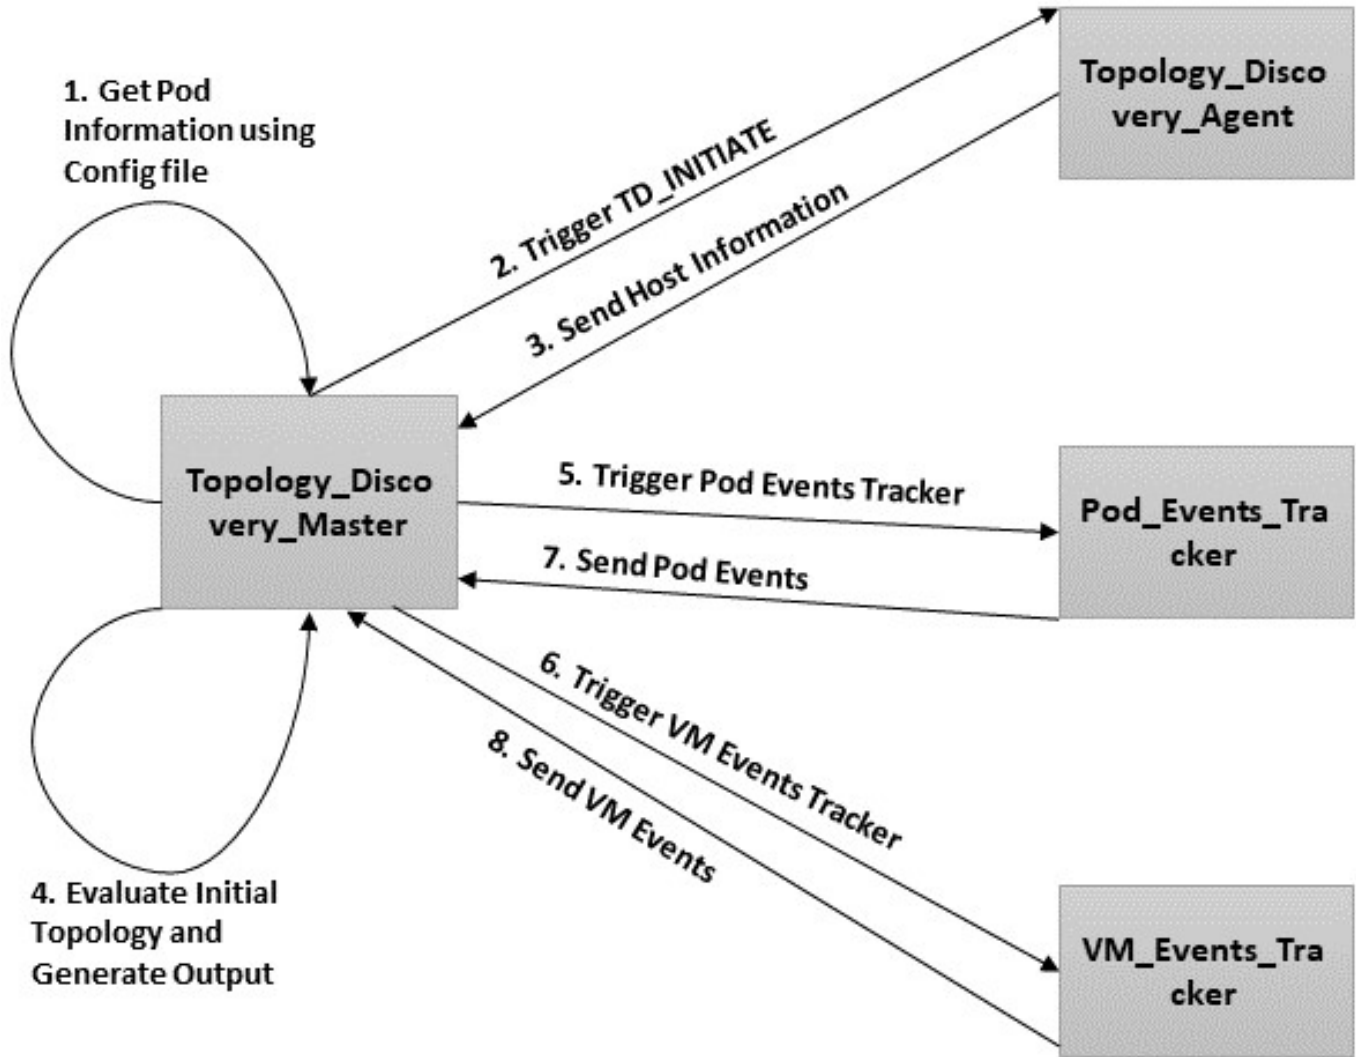 1. Get Pod
Information using
Config file
Topology_Disco
very_Agent
2. Trigger TD_INITIATE
3. Send Host Information
Topology_Disco
very_Master
5. Trigger Pod Events Tracker
7. Send Pod Events
Pod_Events_Tra
cker
6. Trigger VM Events Tracker
8. Send VM Events
4. Evaluate Initial
Topology and
Generate Output
VM_Events_Tra
cker